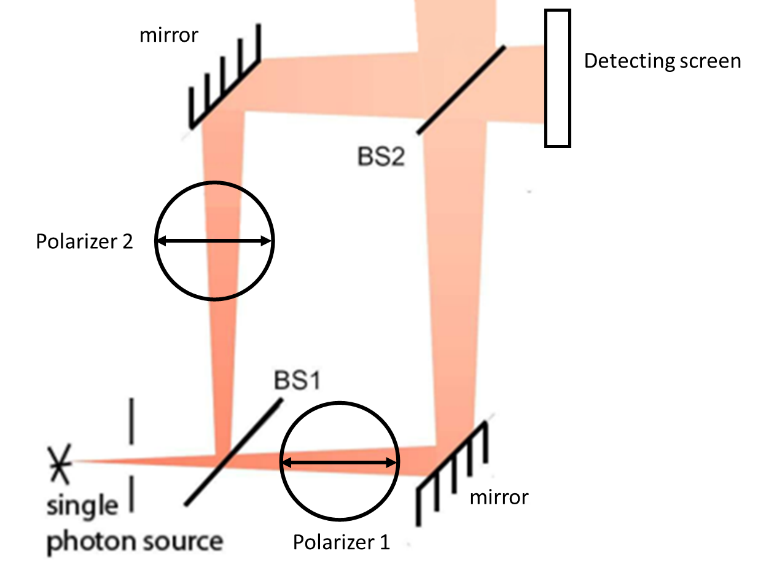 mirror
Detecting screen
BS2
Polarizer 2
BS1
single
photon source
mirror
Polarizer 1